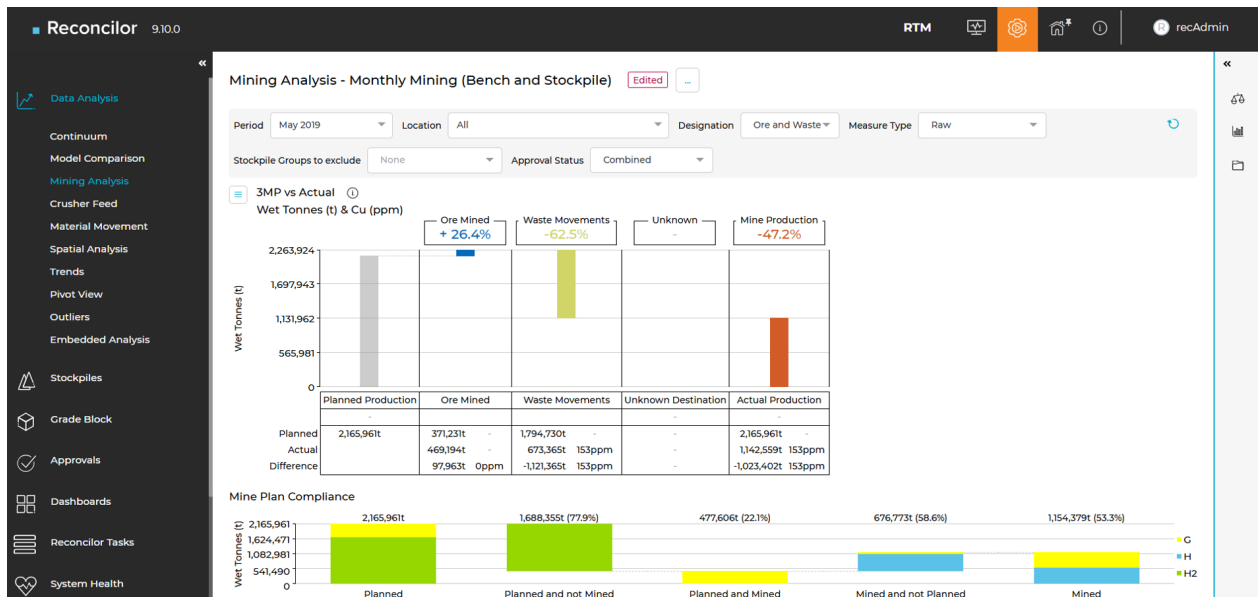 Reconcilor 9.10.0
RTM
R recAdmin
«
«
Data Analysis
Continuum
Model Comparison
Mining Analysis
Crusher Feed
Material Movement
Spatial Analysis
Trends
Pivot View
Outliers
Embedded Analysis
Stockpiles
Grade Block
Approvals
Dashboards
Reconcilor Tasks
System Health
Mining Analysis - Monthly Mining (Bench and Stockpile) Edited ...
Period May 2019 Location All Designation Ore and Waste Measure Type Raw
Stockpile Groups to exclude None Approval Status Combined
3MP vs Actual
Wet Tonnes (t) & Cu (ppm)
Ore Mined Waste Movements Unknown Mine Production
+ 26.4% -62.5% - -47.2%
Wet Tonnes (t)
2,263,924
1,697,943
1,131,962
565,981
0
Planned Production Ore Mined Waste Movements Unknown Destination Actual Production
- - - - -
Planned 2,165,961t 371,231t - 1,794,730t - - 2,165,961t -
Actual 469,194t - 673,365t 153ppm - 1,142,559t 153ppm
Difference 97,963t 0ppm -1,121,365t 153ppm - -1,023,402t 153ppm
Mine Plan Compliance
2,165,961t 1,688,355t (77.9%) 477,606t (22.1%) 676,773t (58.6%) 1,154,379t (53.3%)
Wet Tonnes (t)
2,165,961
1,624,471
1,082,981
541,490
0
G
H
H2
Planned Planned and not Mined Planned and Mined Mined and not Planned Mined